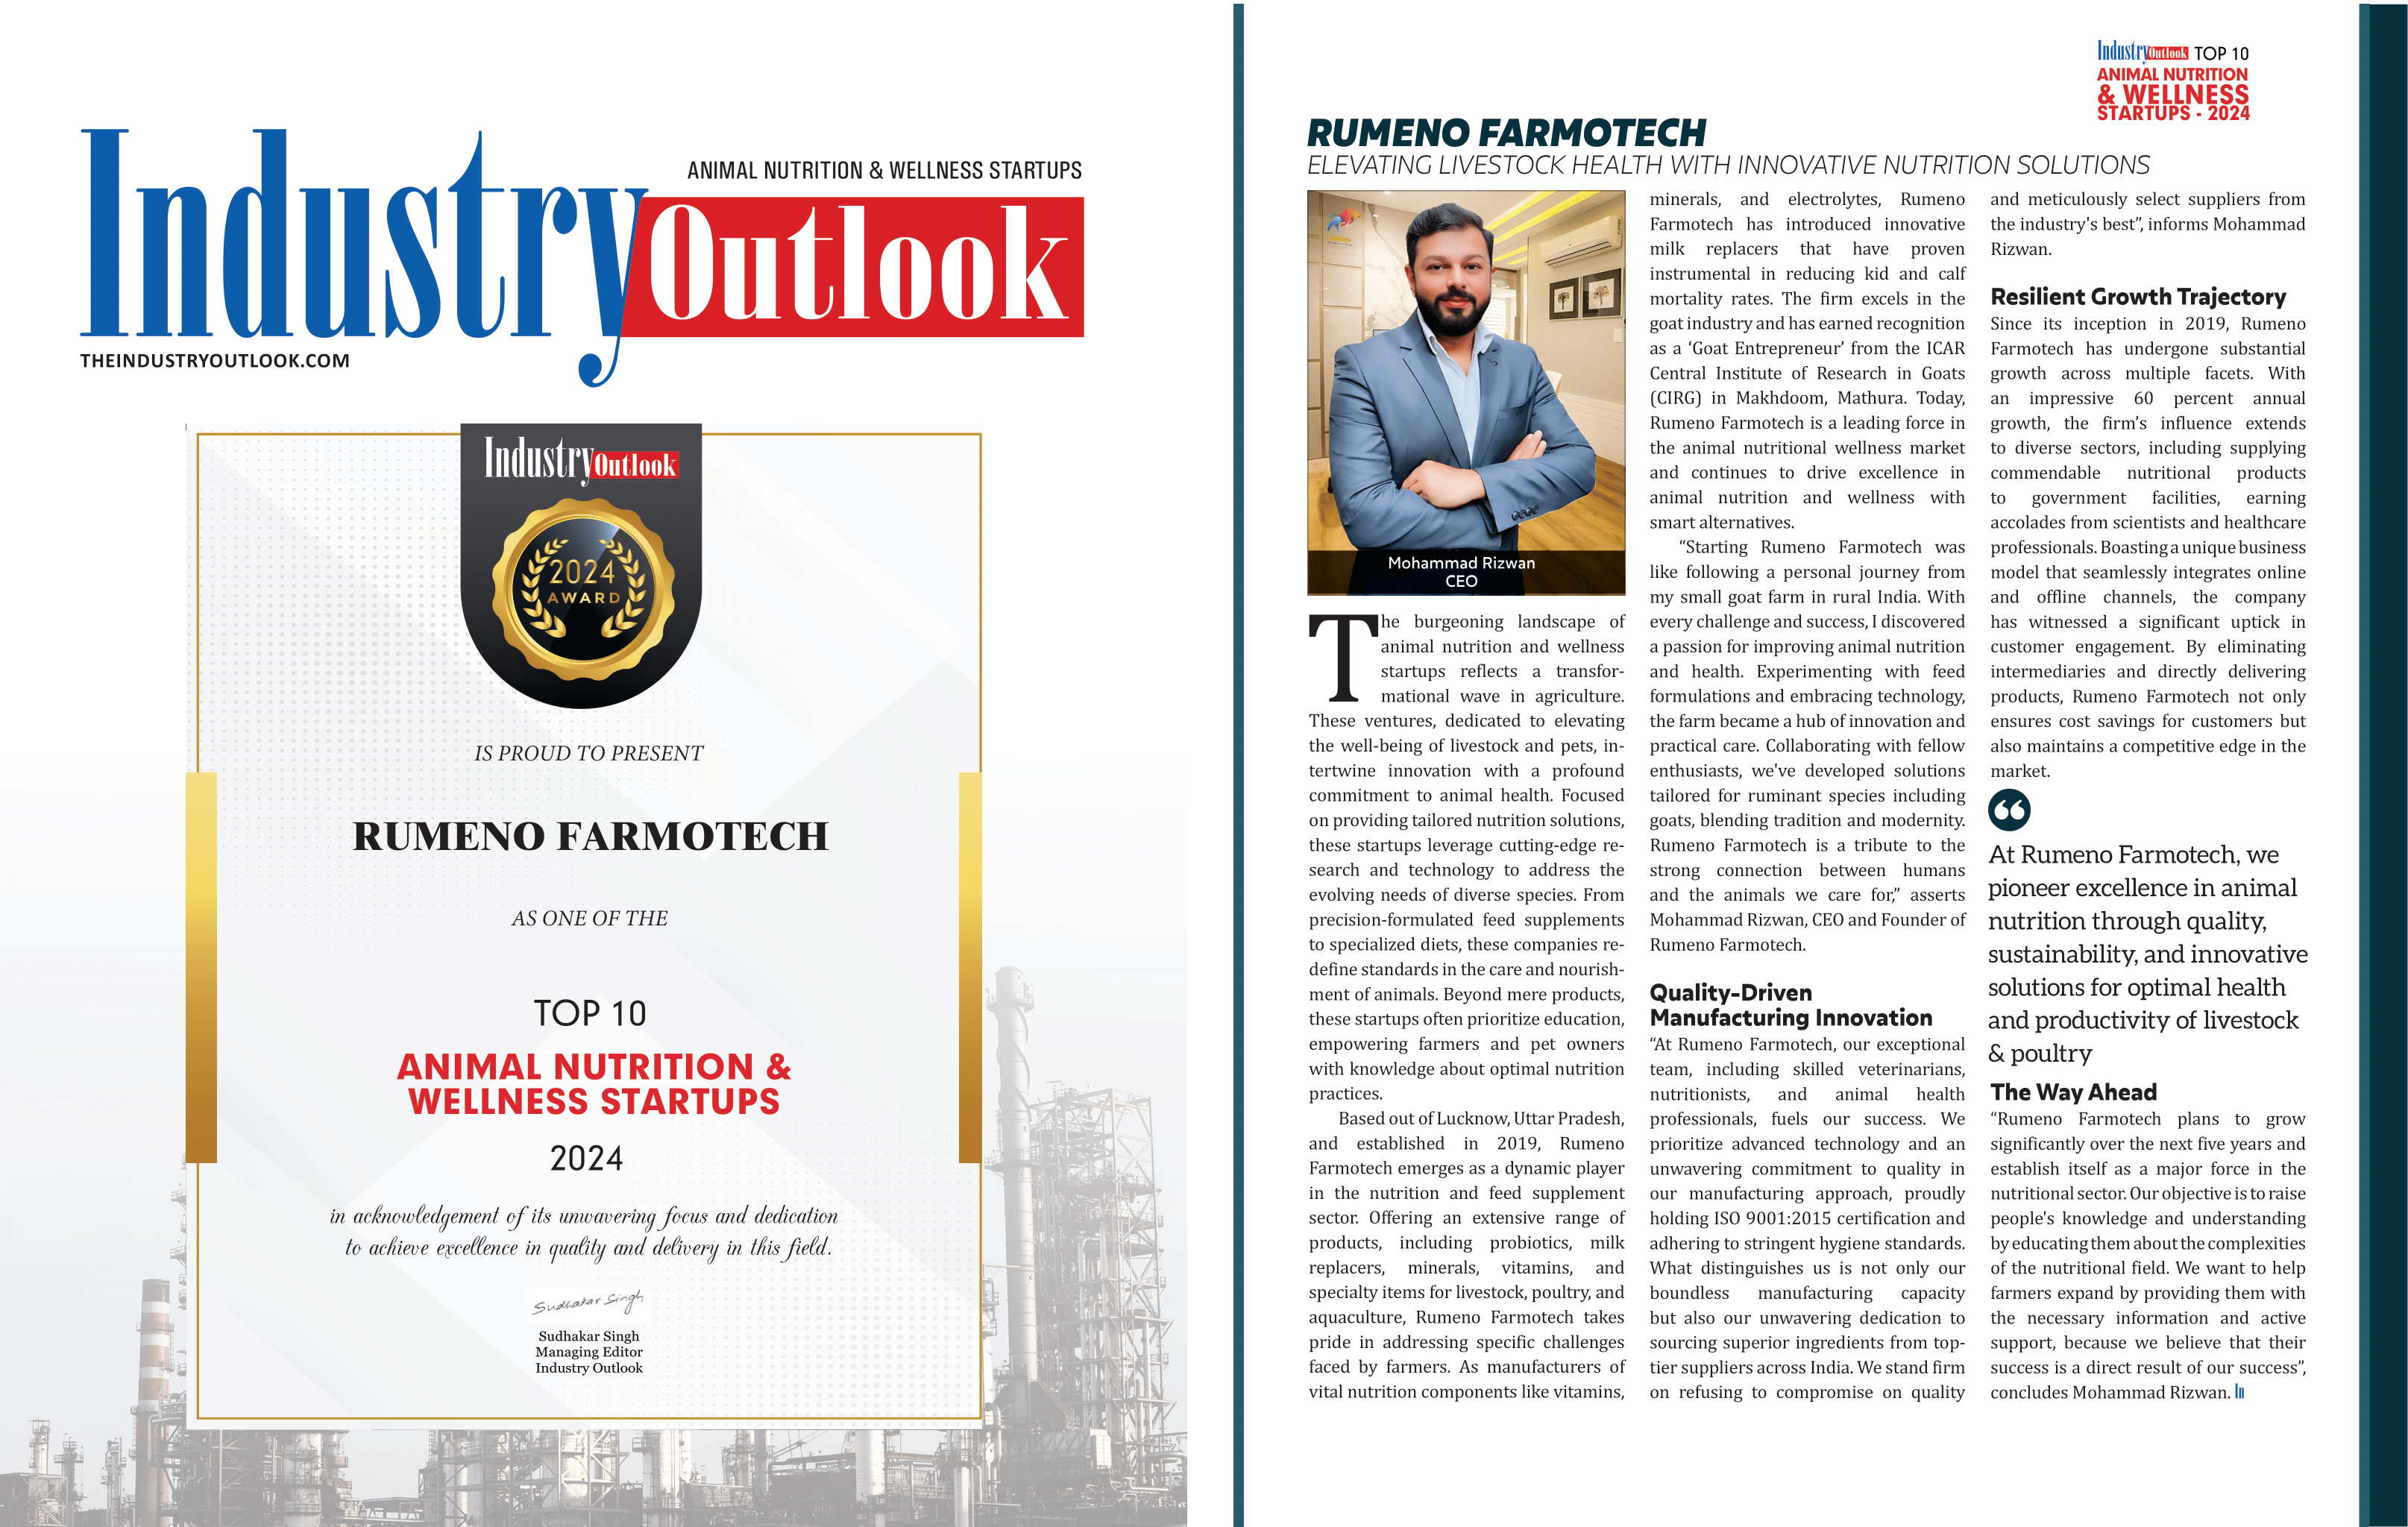 ANIMAL NUTRITION & WELLNESS STARTUPS
Industry Outlook
THEINDUSTRYOUTLOOK.COM
Industry Outlook
2024
AWARD
IS PROUD TO PRESENT
RUMENO FARMOTECH
AS ONE OF THE
TOP 10
ANIMAL NUTRITION &
WELLNESS STARTUPS
2024
in acknowledgement of its unwavering focus and dedication
to achieve excellence in quality and delivery in this field.
Sudhakar Singh
Sudhakar Singh
Managing Editor
Industry Outlook
Industry Outlook TOP 10
ANIMAL NUTRITION
& WELLNESS
STARTUPS - 2024
RUMENO FARMOTECH
ELEVATING LIVESTOCK HEALTH WITH INNOVATIVE NUTRITION SOLUTIONS
Mohammad Rizwan
CEO
The burgeoning landscape of
animal nutrition and wellness
startups reflects a transfor-
mational wave in agriculture.
These ventures, dedicated to elevating
the well-being of livestock and pets, in-
tertwine innovation with a profound
commitment to animal health. Focused
on providing tailored nutrition solutions,
these startups leverage cutting-edge re-
search and technology to address the
evolving needs of diverse species. From
precision-formulated feed supplements
to specialized diets, these companies re-
define standards in the care and nourish-
ment of animals. Beyond mere products,
these startups often prioritize education,
empowering farmers and pet owners
with knowledge about optimal nutrition
practices.
Based out of Lucknow, Uttar Pradesh,
and established in 2019, Rumeno
Farmotech emerges as a dynamic player
in the nutrition and feed supplement
sector. Offering an extensive range of
products, including probiotics, milk
replacers, minerals, vitamins, and
specialty items for livestock, poultry, and
aquaculture, Rumeno Farmotech takes
pride in addressing specific challenges
faced by farmers. As manufacturers of
vital nutrition components like vitamins,
minerals, and electrolytes, Rumeno
Farmotech has introduced innovative
milk replacers that have proven
instrumental in reducing kid and calf
mortality rates. The firm excels in the
goat industry and has earned recognition
as a ‘Goat Entrepreneur’ from the ICAR
Central Institute of Research in Goats
(CIRG) in Makhdoom, Mathura. Today,
Rumeno Farmotech is a leading force in
the animal nutritional wellness market
and continues to drive excellence in
animal nutrition and wellness with
smart alternatives.
“Starting Rumeno Farmotech was
like following a personal journey from
my small goat farm in rural India. With
every challenge and success, I discovered
a passion for improving animal nutrition
and health. Experimenting with feed
formulations and embracing technology,
the farm became a hub of innovation and
practical care. Collaborating with fellow
enthusiasts, we've developed solutions
tailored for ruminant species including
goats, blending tradition and modernity.
Rumeno Farmotech is a tribute to the
strong connection between humans
and the animals we care for,” asserts
Mohammad Rizwan, CEO and Founder of
Rumeno Farmotech.
Quality-Driven
Manufacturing Innovation
“At Rumeno Farmotech, our exceptional
team, including skilled veterinarians,
nutritionists, and animal health
professionals, fuels our success. We
prioritize advanced technology and an
unwavering commitment to quality in
our manufacturing approach, proudly
holding ISO 9001:2015 certification and
adhering to stringent hygiene standards.
What distinguishes us is not only our
boundless manufacturing capacity
but also our unwavering dedication to
sourcing superior ingredients from top-
tier suppliers across India. We stand firm
on refusing to compromise on quality
and meticulously select suppliers from
the industry's best”, informs Mohammad
Rizwan.
Resilient Growth Trajectory
Since its inception in 2019, Rumeno
Farmotech has undergone substantial
growth across multiple facets. With
an impressive 60 percent annual
growth, the firm’s influence extends
to diverse sectors, including supplying
commendable nutritional products
to government facilities, earning
accolades from scientists and healthcare
professionals. Boasting a unique business
model that seamlessly integrates online
and offline channels, the company
has witnessed a significant uptick in
customer engagement. By eliminating
intermediaries and directly delivering
products, Rumeno Farmotech not only
ensures cost savings for customers but
also maintains a competitive edge in the
market.
“
At Rumeno Farmotech, we
pioneer excellence in animal
nutrition through quality,
sustainability, and innovative
solutions for optimal health
and productivity of livestock
& poultry
The Way Ahead
“Rumeno Farmotech plans to grow
significantly over the next five years and
establish itself as a major force in the
nutritional sector. Our objective is to raise
people's knowledge and understanding
by educating them about the complexities
of the nutritional field. We want to help
farmers expand by providing them with
the necessary information and active
support, because we believe that their
success is a direct result of our success”,
concludes Mohammad Rizwan. In